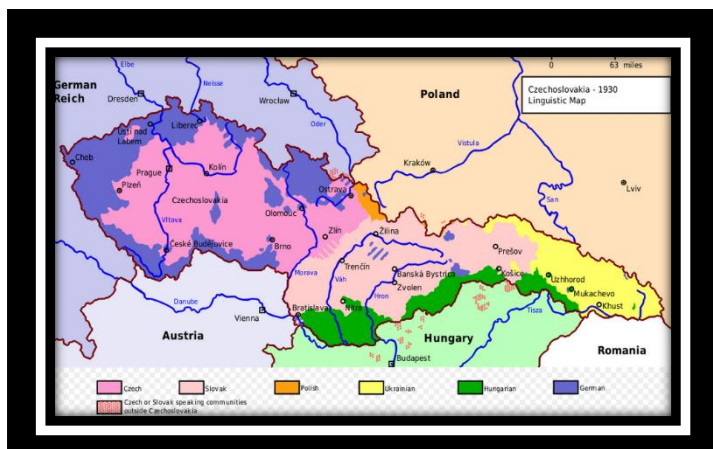 0 63 miles
Czechoslovakia - 1930
Linguistic Map
German
Reich
Elbe
Neisse
Dresden
Wrocław
Oder
Poland
Ústí nad
Labem
Liberec
Vistula
Cheb
Prague
Kolín
Kraków
Lviv
Plzeň
Czechoslovakia
Ostrava
San
Olomouc
Vltava
České Budějovice
Brno
Zlín
Žilina
Prešov
Morava
Trenčín
Váh
Banská Bystrica
Košice
Uzhhorod
Zvolen
Mukachevo
Danube
Hron
Nitra
Khust
Vienna
Bratislava
Tisza
Austria
Hungary
Romania
Budapest
Czech
Slovak
Polish
Ukrainian
Hungarian
German
Czech or Slovak speaking communities
outside Czechoslovakia